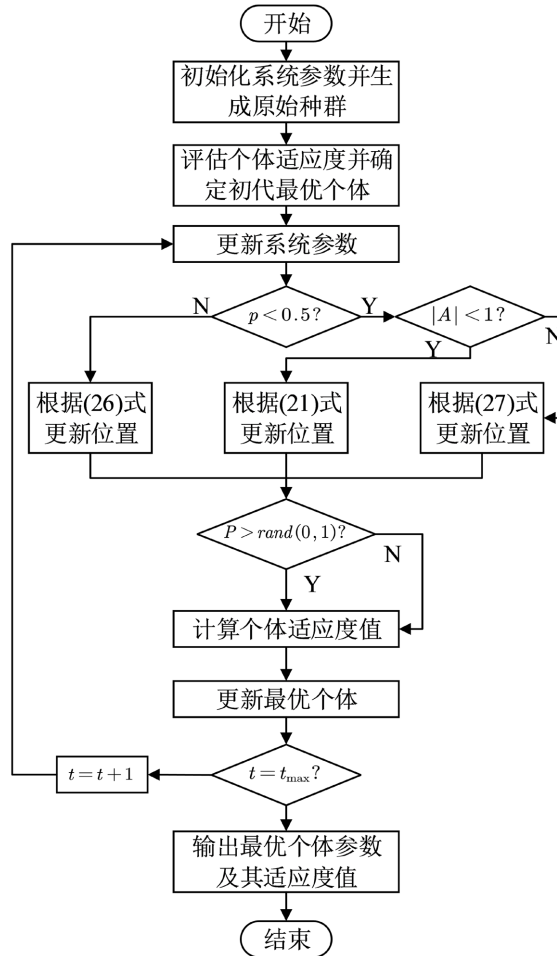 开始
初始化系统参数并生
成原始种群
评估个体适应度并确
定初代最优个体
更新系统参数
N
p<0.5?
Y
|A|<1?
N
Y
根据(26)式
更新位置
根据(21)式
更新位置
根据(27)式
更新位置
P>rand(0,1)?
N
Y
计算个体适应度值
更新最优个体
t=t+1
t=t_max?
输出最优个体参数
及其适应度值
结束